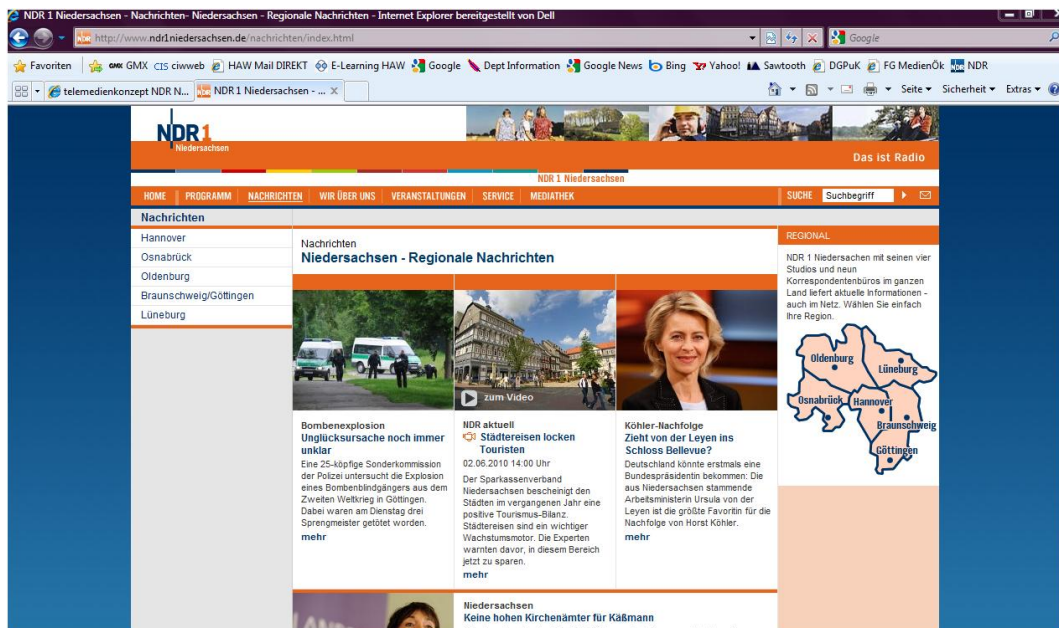 NDR 1 Niedersachsen - Nachrichten- Niedersachsen - Regionale Nachrichten - Internet Explorer bereitgestellt von Dell
http://www.ndr1niedersachsen.de/nachrichten/index.html
Google
Favoriten GMX GMX CIS ciwweb HAW Mail DIREKT E-Learning HAW Google Dept Information Google News Bing Yahoo! Sawtooth DGPuK FG MedienÖk NDR NDR
telemedienkonzept NDR N... NDR 1 Niedersachsen - ... X
Seite Sicherheit Extras
NDR 1
Niedersachsen
Das ist Radio
NDR 1 Niedersachsen
HOME PROGRAMM NACHRICHTEN WIR ÜBER UNS VERANSTALTUNGEN SERVICE MEDIATHEK
SUCHE Suchbegriff
Nachrichten
Hannover
Osnabrück
Oldenburg
Braunschweig/Göttingen
Lüneburg
Nachrichten
Niedersachsen - Regionale Nachrichten
Bombenexplosion
Unglücksursache noch immer
unklar
Eine 25-köpfige Sonderkommission
der Polizei untersucht die Explosion
eines Bombenblindgängers aus dem
Zweiten Weltkrieg in Göttingen.
Dabei waren am Dienstag drei
Sprengmeister getötet worden.
mehr
zum Video
NDR aktuell
Städtereisen locken
Touristen
02.06.2010 14:00 Uhr
Der Sparkassenverband
Niedersachsen bescheinigt den
Städten im vergangenen Jahr eine
positive Tourismus-Bilanz.
Städtereisen sind ein wichtiger
Wachstumsmotor. Die Experten
warnten davor, in diesem Bereich
jetzt zu sparen.
mehr
Köhler-Nachfolge
Zieht von der Leyen ins
Schloss Bellevue?
Deutschland könnte erstmals eine
Bundespräsidentin bekommen: Die
aus Niedersachsen stammende
Arbeitsministerin Ursula von der
Leyen ist die größte Favoritin für die
Nachfolge von Horst Köhler.
mehr
Niedersachsen
Keine hohen Kirchenämter für Käßmann
REGIONAL
NDR 1 Niedersachen mit seinen vier
Studios und neun
Korrespondentenbüros im ganzen
Land liefert aktuelle Informationen -
auch im Netz. Wählen Sie einfach
Ihre Region.
Oldenburg
Lüneburg
Osnabrück
Hannover
Braunschweig
Göttingen